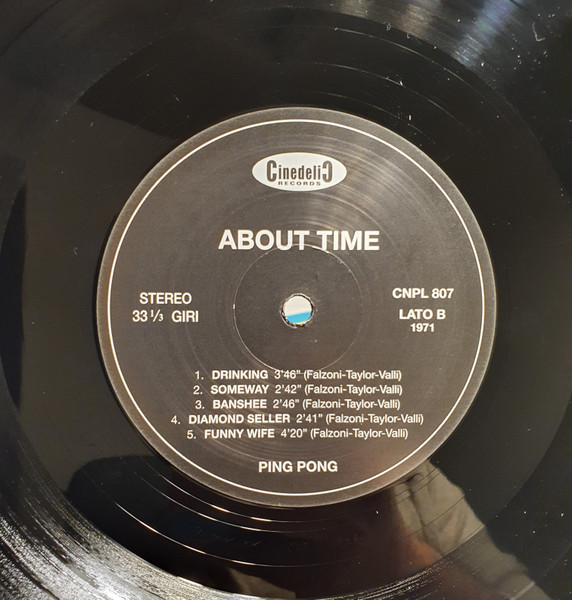 CinedeliC
RECORDS
ABOUT TIME
STEREO
33 ⅓ GIRI
CNPL 807
LATO B
1971
1. DRINKING 3'46" (Falzoni-Taylor-Valli)
2. SOMEWAY 2'42" (Falzoni-Taylor-Valli)
3. BANSHEE 2'46" (Falzoni-Taylor-Valli)
4. DIAMOND SELLER 2'41" (Falzoni-Taylor-Valli)
5. FUNNY WIFE 4'20" (Falzoni-Taylor-Valli)
PING PONG